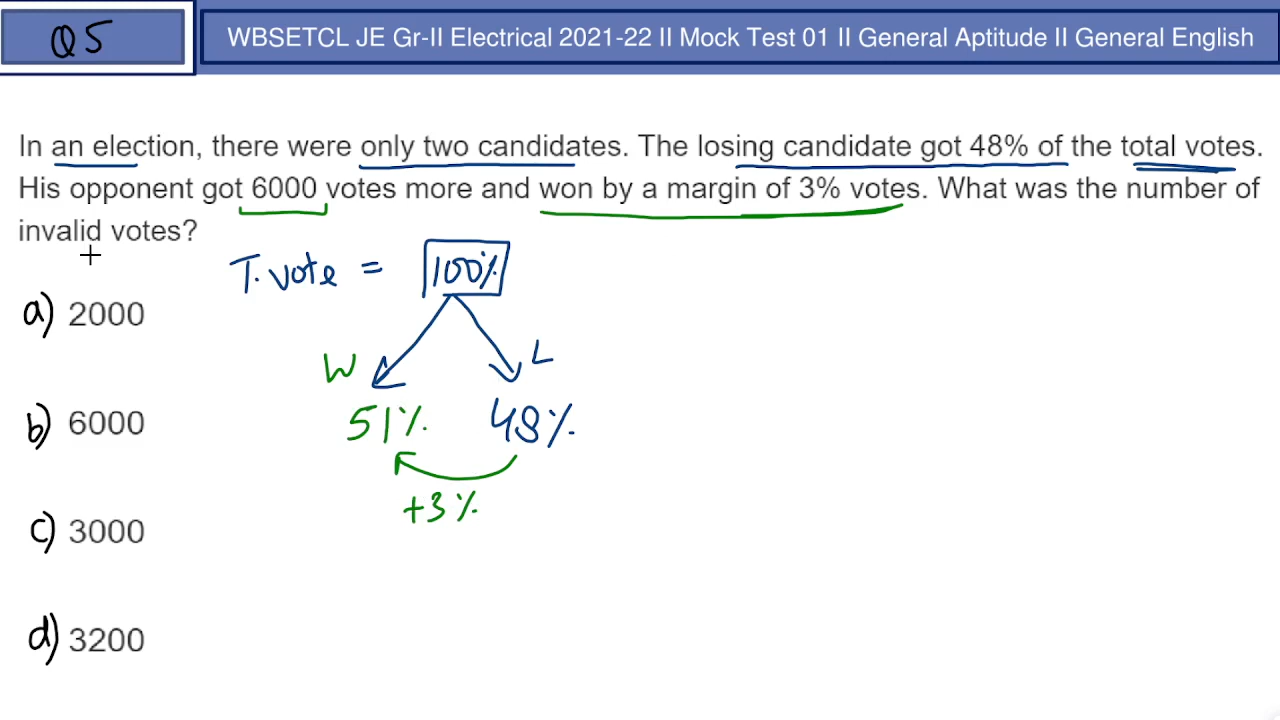 Q5
WBSETCL JE Gr-II Electrical 2021-22 II Mock Test 01 II General Aptitude II General English
In an election, there were only two candidates. The losing candidate got 48% of the total votes.
His opponent got 6000 votes more and won by a margin of 3% votes. What was the number of
invalid votes?
T. vote = 100%
W L
51% 48%
+3%
a) 2000
b) 6000
c) 3000
d) 3200